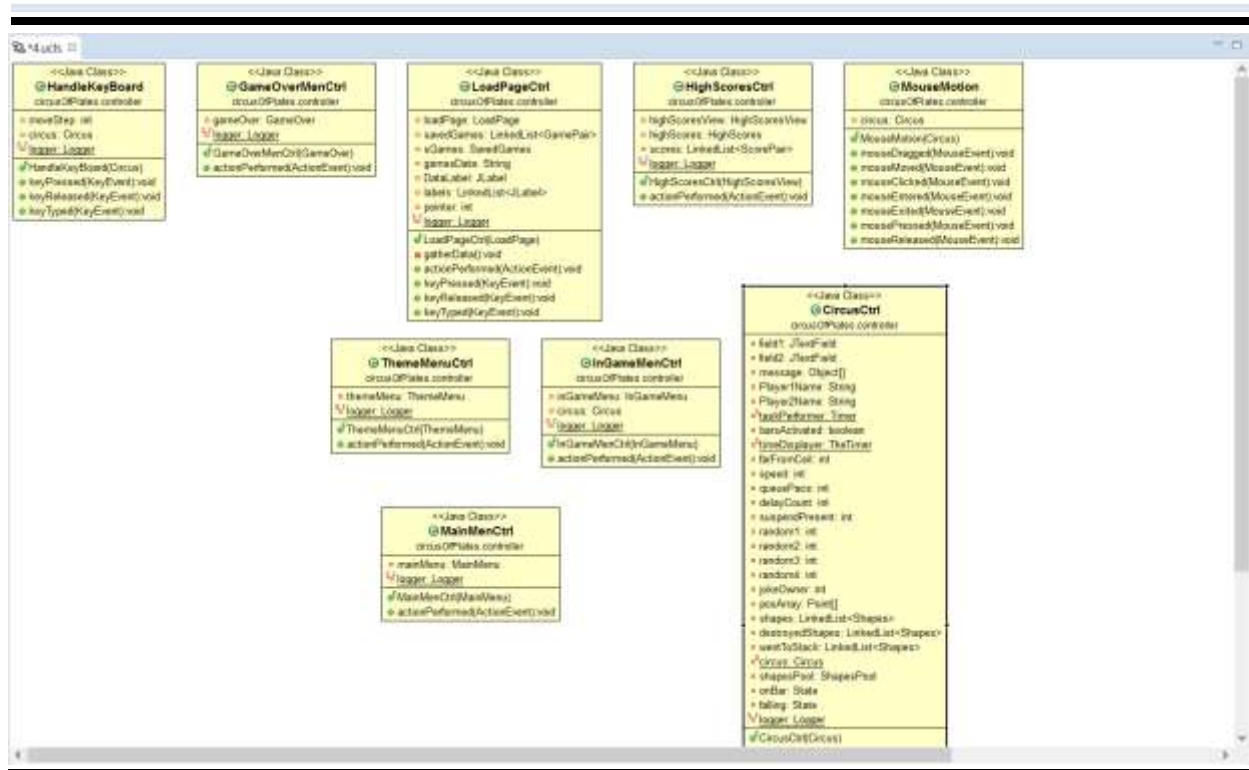 *4.ucls
<<Java Class>>
HandleKeyBoard
circusOfPlates.controller
moveStep: int
circus: Circus
logger: Logger
HandleKeyBoard(Circus)
keyPressed(KeyEvent):void
keyReleased(KeyEvent):void
keyTyped(KeyEvent):void
<<Java Class>>
GameOverMenCtrl
circusOfPlates.controller
gameOver: GameOver
logger: Logger
GameOverMenCtrl(GameOver)
actionPerformed(ActionEvent):void
<<Java Class>>
LoadPageCtrl
circusOfPlates.controller
loadPage: LoadPage
savedGames: LinkedList<GamePair>
sGames: SavedGames
gamesData: String
DataLabel: JLabel
labels: LinkedList<JLabel>
pointer: int
logger: Logger
LoadPageCtrl(LoadPage)
gatherData():void
actionPerformed(ActionEvent):void
keyPressed(KeyEvent):void
keyReleased(KeyEvent):void
keyTyped(KeyEvent):void
<<Java Class>>
HighScoresCtrl
circusOfPlates.controller
highScoresView: HighScoresView
highScores: HighScores
scores: LinkedList<ScorePair>
logger: Logger
HighScoresCtrl(HighScoresView)
actionPerformed(ActionEvent):void
<<Java Class>>
MouseMotion
circusOfPlates.controller
circus: Circus
MouseMotion(Circus)
mouseDragged(MouseEvent):void
mouseMoved(MouseEvent):void
mouseClicked(MouseEvent):void
mouseEntered(MouseEvent):void
mouseExited(MouseEvent):void
mousePressed(MouseEvent):void
mouseReleased(MouseEvent):void
<<Java Class>>
ThemeMenuCtrl
circusOfPlates.controller
themeMenu: ThemeMenu
logger: Logger
ThemeMenuCtrl(ThemeMenu)
actionPerformed(ActionEvent):void
<<Java Class>>
InGameMenCtrl
circusOfPlates.controller
inGameMenu: InGameMenu
circus: Circus
logger: Logger
InGameMenCtrl(InGameMenu)
actionPerformed(ActionEvent):void
<<Java Class>>
MainMenCtrl
circusOfPlates.controller
mainMenu: MainMenu
logger: Logger
MainMenCtrl(MainMenu)
actionPerformed(ActionEvent):void
<<Java Class>>
CircusCtrl
circusOfPlates.controller
field1: JTextField
field2: JTextField
message: Object[]
Player1Name: String
Player2Name: String
taskPerformer: Timer
barsActivated: boolean
timeDisplayer: TheTimer
farFromCoit: int
speed: int
queuePace: int
delayCount: int
suspendPresent: int
random1: int
random2: int
random3: int
random4: int
jokeOwner: int
posArray: Point[]
shapes: LinkedList<Shapes>
destroyedShapes: LinkedList<Shapes>
wentToStack: LinkedList<Shapes>
circus: Circus
shapesPool: ShapesPool
onBar: State
falling: State
logger: Logger
CircusCtrl(Circus)